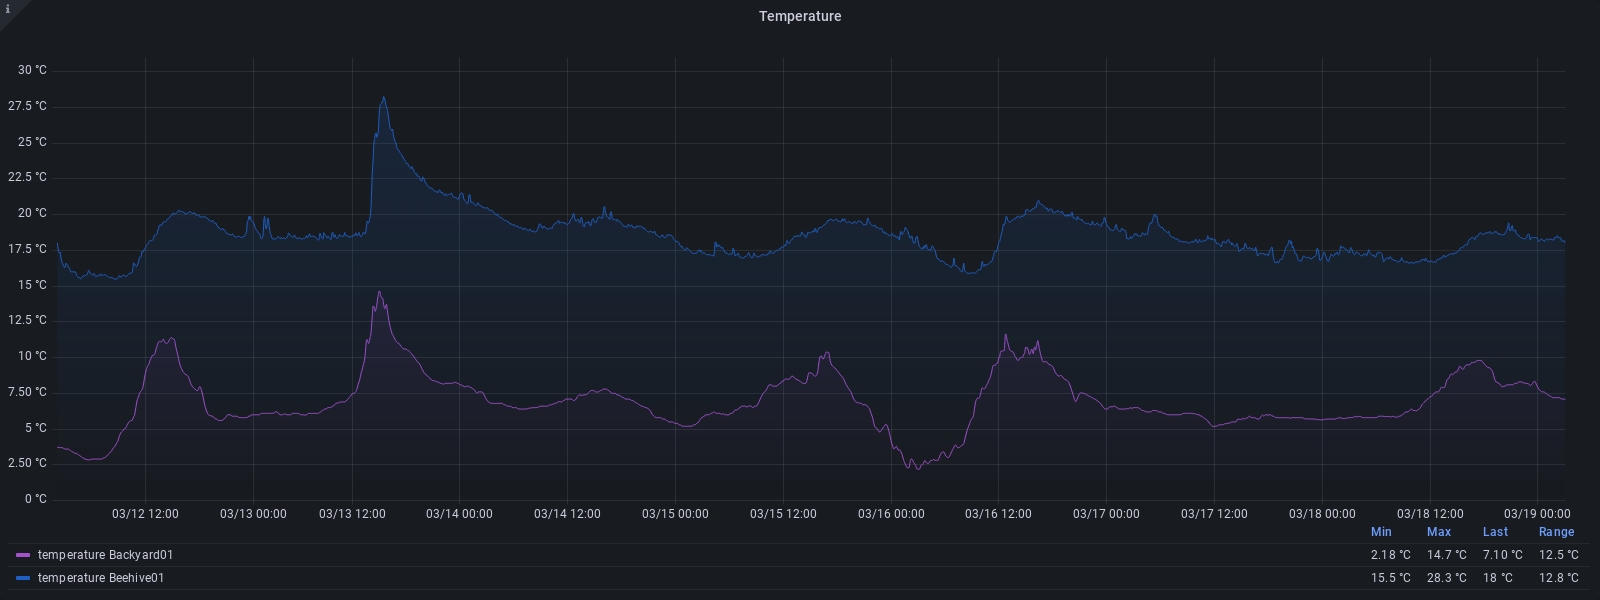 i
Temperature
30 °C
27.5 °C
25 °C
22.5 °C
20 °C
17.5 °C
15 °C
12.5 °C
10 °C
7.50 °C
5 °C
2.50 °C
0 °C
03/12 12:00 03/13 00:00 03/13 12:00 03/14 00:00 03/14 12:00 03/15 00:00 03/15 12:00 03/16 00:00 03/16 12:00 03/17 00:00 03/17 12:00 03/18 00:00 03/18 12:00 03/19 00:00
Min Max Last Range
temperature Backyard01 2.18 °C 14.7 °C 7.10 °C 12.5 °C
temperature Beehive01 15.5 °C 28.3 °C 18 °C 12.8 °C